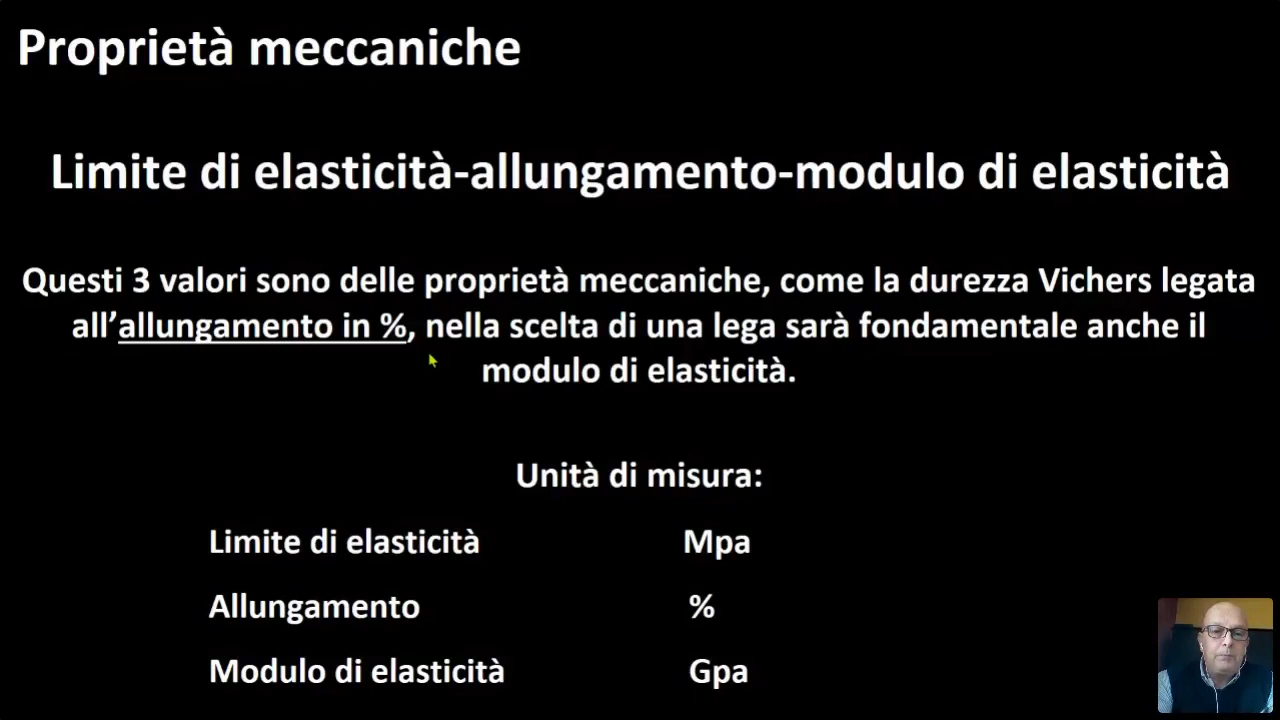 Proprietà meccaniche
Limite di elasticità-allungamento-modulo di elasticità
Questi 3 valori sono delle proprietà meccaniche, come la durezza Vichers legata
all’allungamento in %, nella scelta di una lega sarà fondamentale anche il
modulo di elasticità.
Unità di misura:
Limite di elasticità Mpa
Allungamento %
Modulo di elasticità Gpa